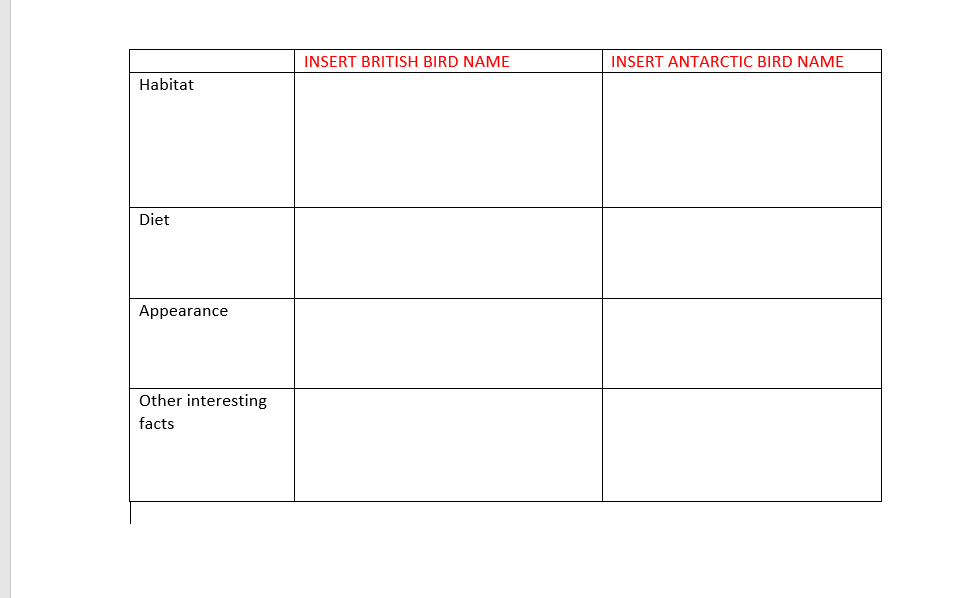 INSERT BRITISH BIRD NAME
INSERT ANTARCTIC BIRD NAME
Habitat
Diet
Appearance
Other interesting
facts